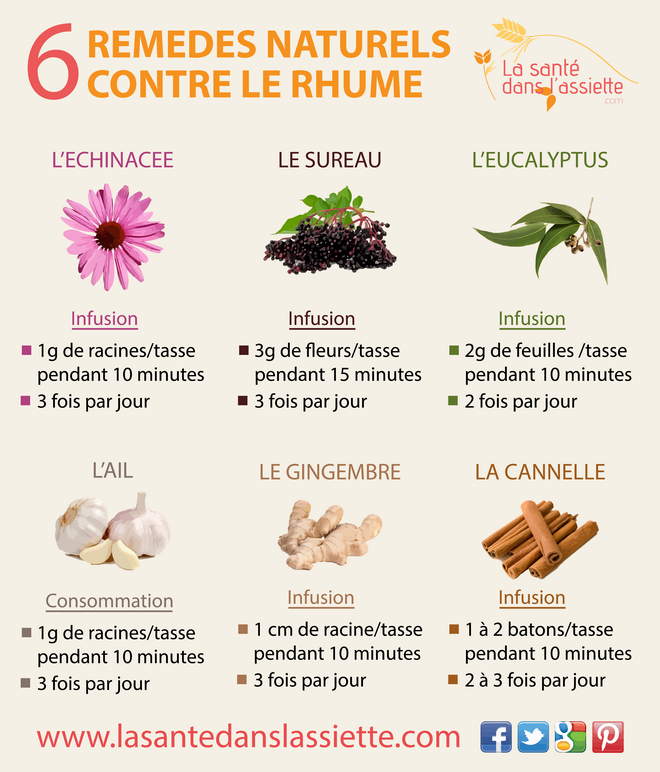 6 REMEDES NATURELS
CONTRE LE RHUME
La santé
dans l'assiette
.com
L'ECHINACEE
Infusion
1g de racines/tasse
pendant 10 minutes
3 fois par jour
LE SUREAU
Infusion
3g de fleurs/tasse
pendant 15 minutes
3 fois par jour
L'EUCALYPTUS
Infusion
2g de feuilles /tasse
pendant 10 minutes
2 fois par jour
L'AIL
Consommation
1g de racines/tasse
pendant 10 minutes
3 fois par jour
LE GINGEMBRE
Infusion
1 cm de racine/tasse
pendant 10 minutes
3 fois par jour
LA CANNELLE
Infusion
1 à 2 batons/tasse
pendant 10 minutes
2 à 3 fois par jour
www.lasantedanslassiette.com